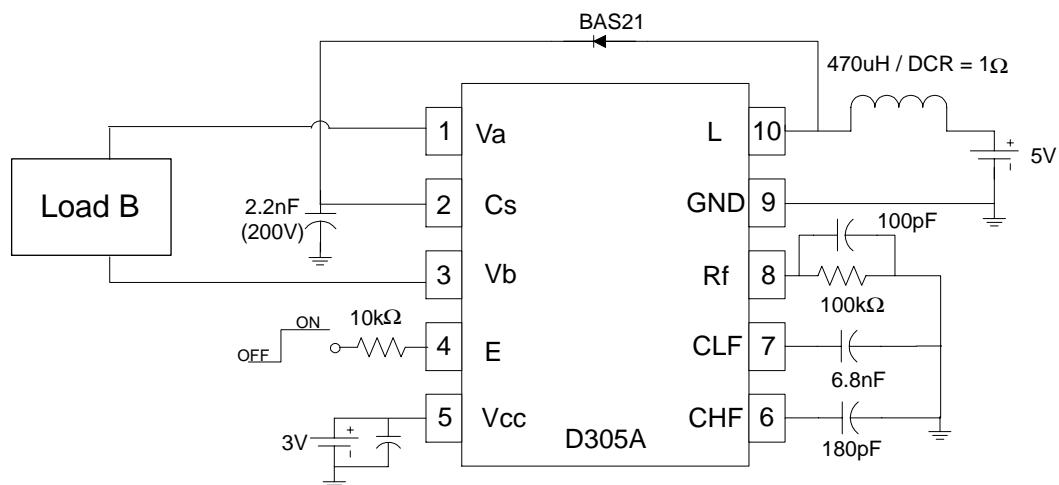 BAS21
470uH / DCR = 1Ω
1 Va
L 10
+
-
5V
Load B
2.2nF
(200V)
2 Cs
GND 9
100pF
3 Vb
Rf 8
100kΩ
ON
OFF
10kΩ
4 E
CLF 7
6.8nF
3V
+
-
5 Vcc
CHF 6
180pF
D305A